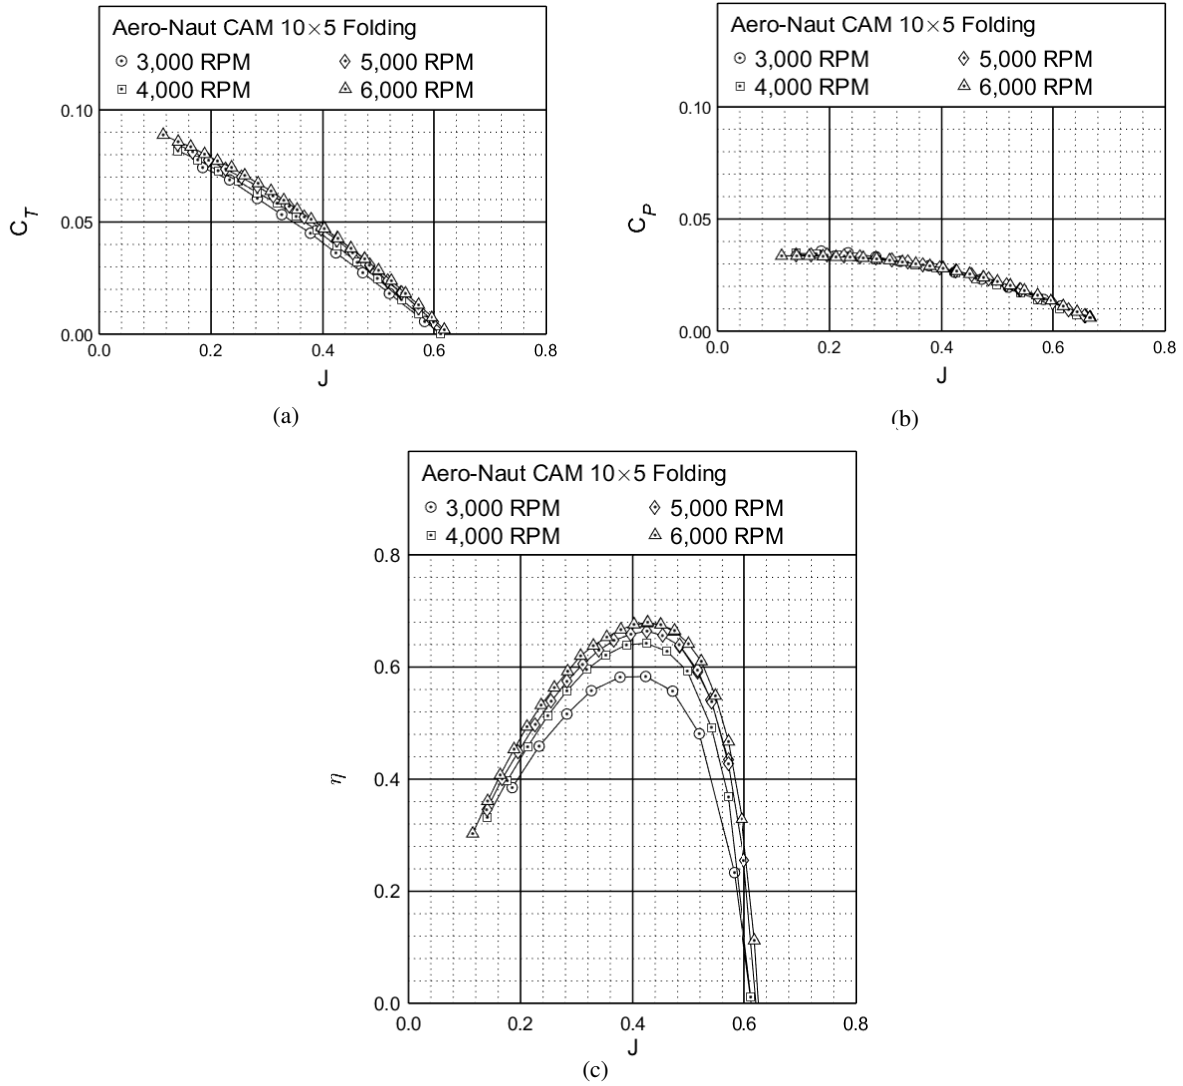 Aero-Naut CAM 10×5 Folding
3,000 RPM 5,000 RPM
4,000 RPM 6,000 RPM
0.10
0.05
0.00
C_T
0.0 0.2 0.4 0.6 0.8
J
(a)
Aero-Naut CAM 10×5 Folding
3,000 RPM 5,000 RPM
4,000 RPM 6,000 RPM
0.10
0.05
0.00
C_P
0.0 0.2 0.4 0.6 0.8
J
(b)
Aero-Naut CAM 10×5 Folding
3,000 RPM 5,000 RPM
4,000 RPM 6,000 RPM
0.8
0.6
0.4
0.2
0.0
η
0.0 0.2 0.4 0.6 0.8
J
(c)